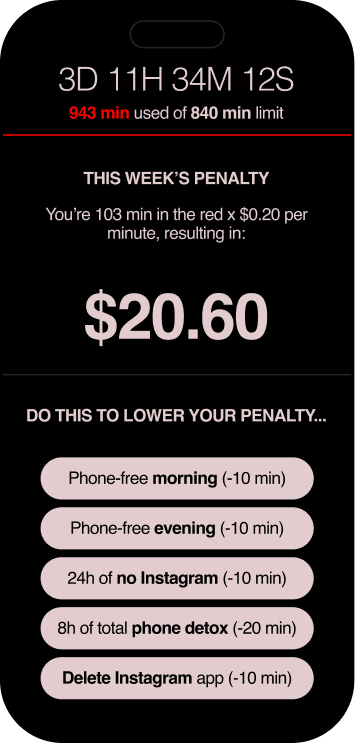 3D 11H 34M 12S
943 min used of 840 min limit
THIS WEEK’S PENALTY
You’re 103 min in the red x $0.20 per
minute, resulting in:
$20.60
DO THIS TO LOWER YOUR PENALTY...
Phone-free morning (-10 min)
Phone-free evening (-10 min)
24h of no Instagram (-10 min)
8h of total phone detox (-20 min)
Delete Instagram app (-10 min)